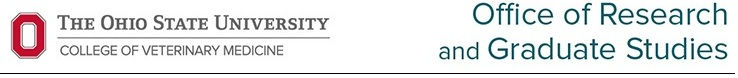 THE OHIO STATE UNIVERSITY
COLLEGE OF VETERINARY MEDICINE
Office of Research
and Graduate Studies